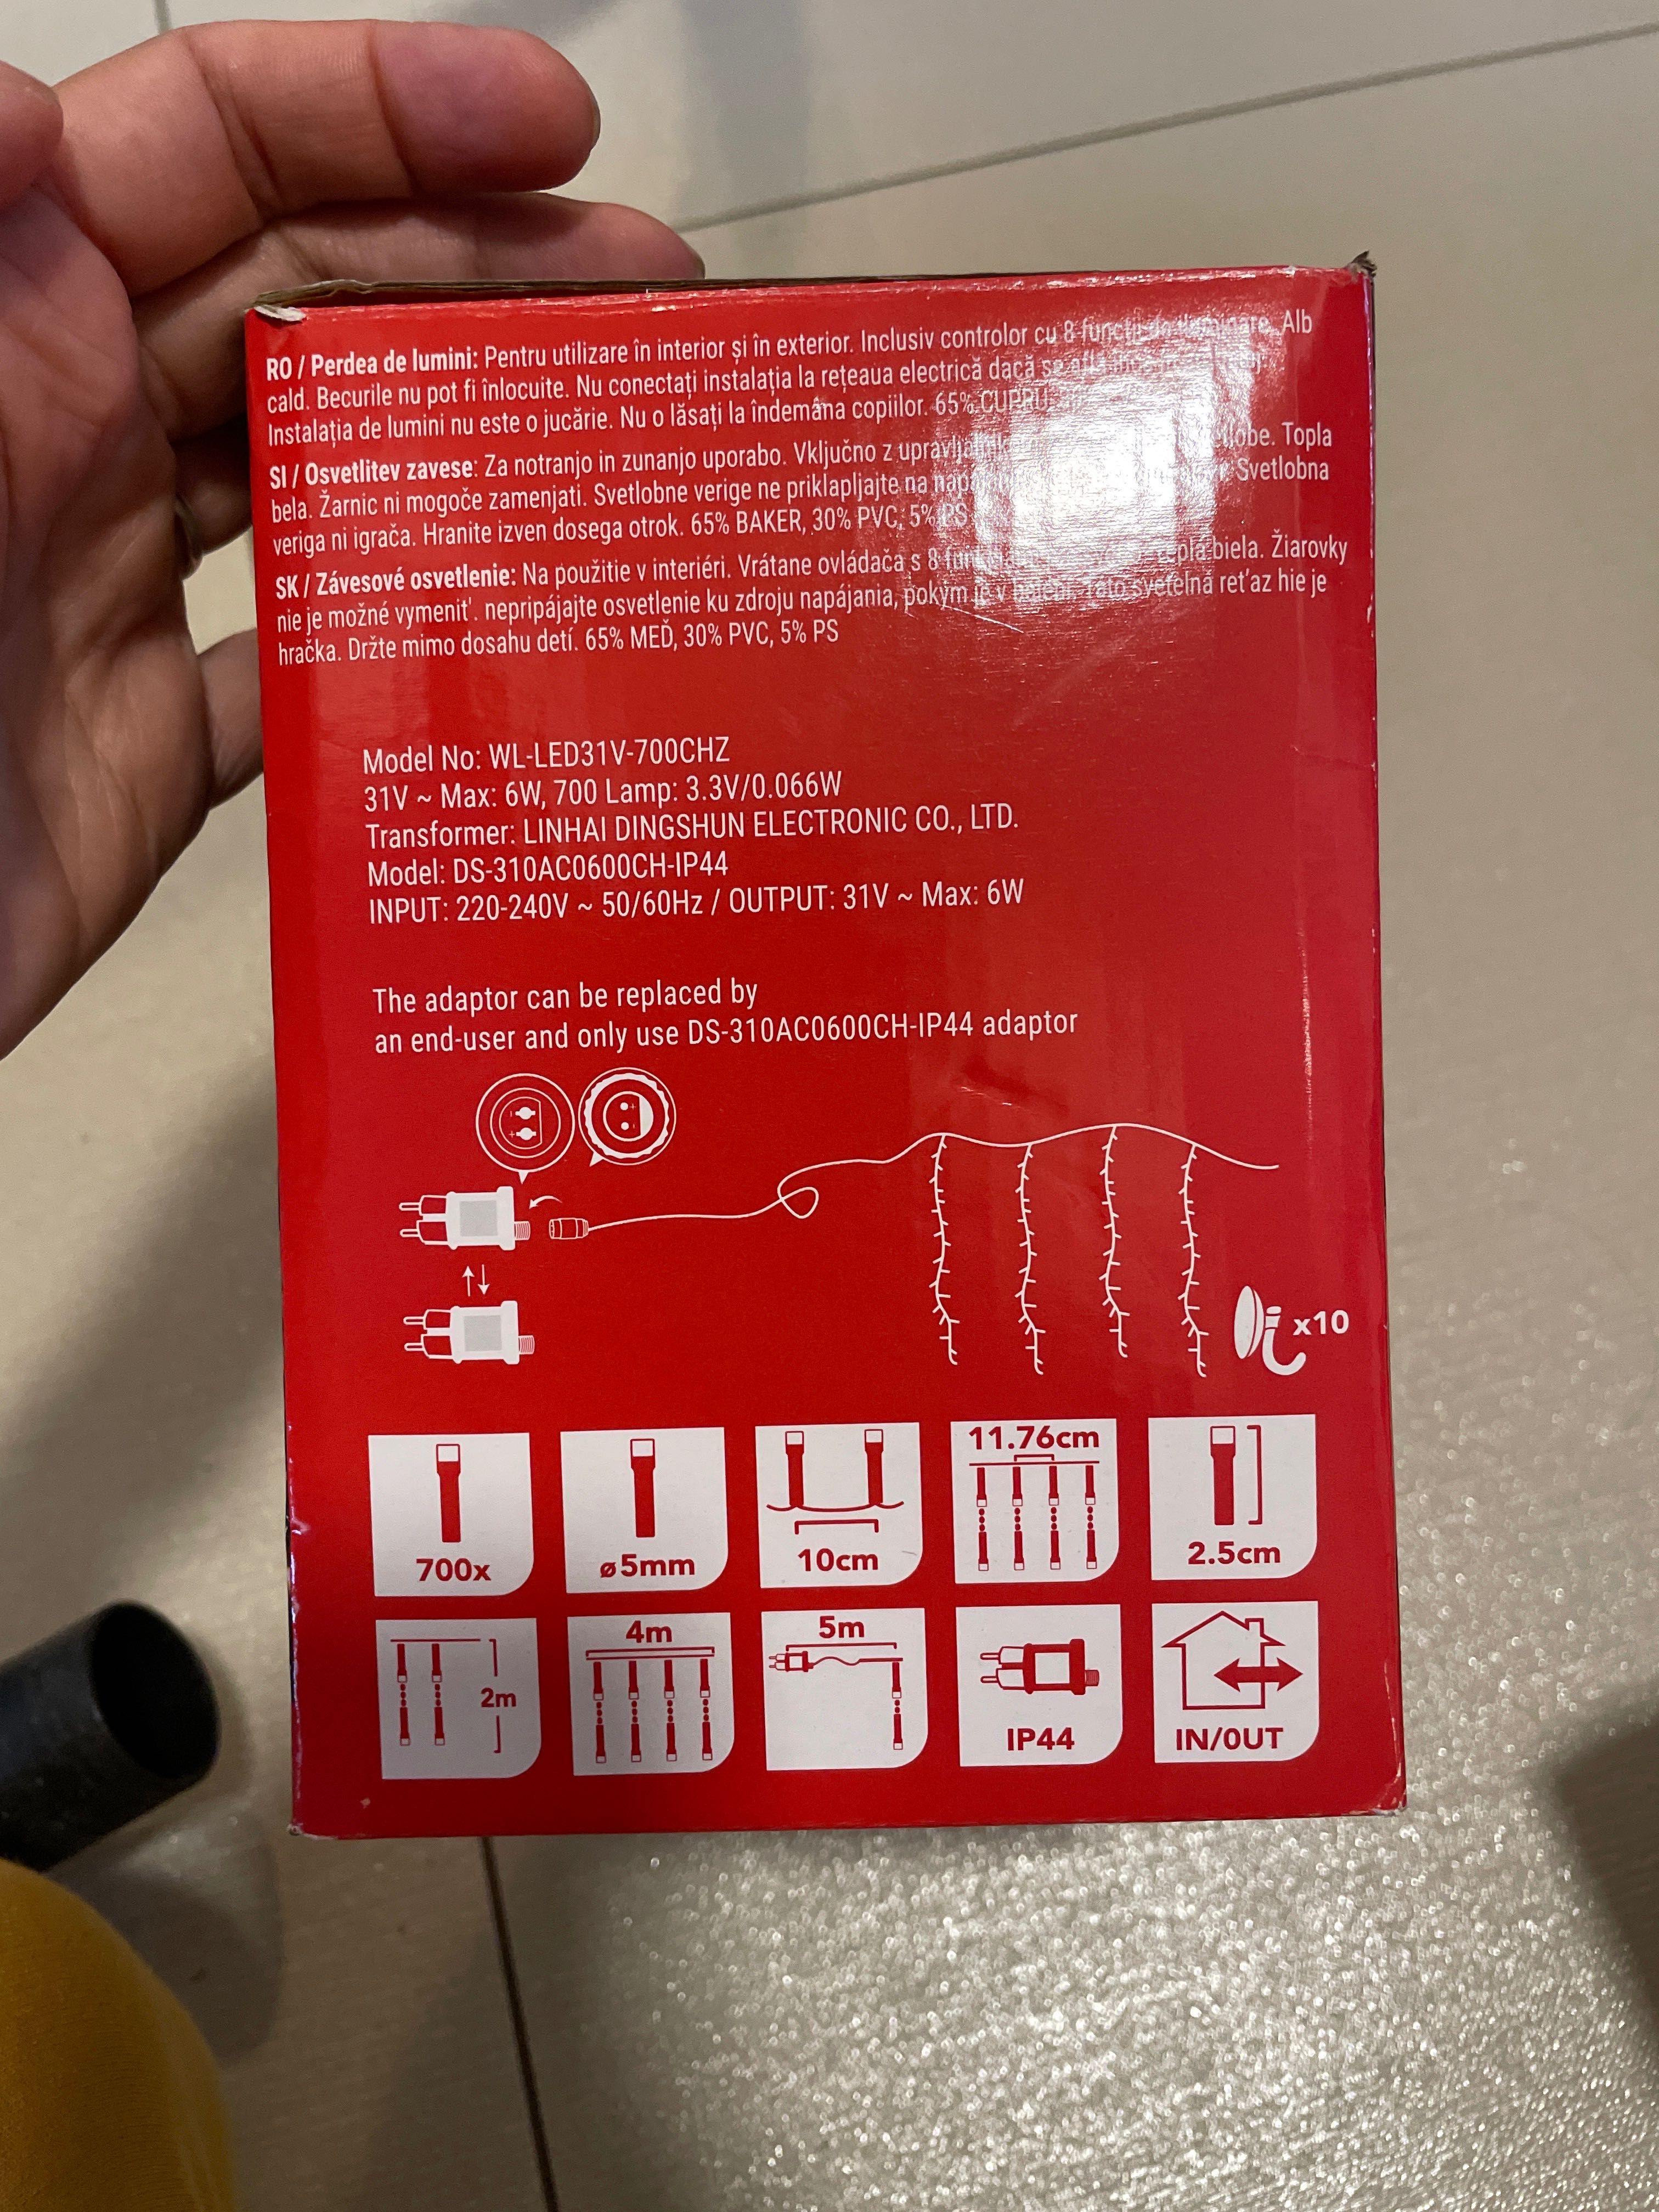 RO / Perdea de lumini: Pentru utilizare în interior și în exterior. Inclusiv controlor cu 8 funcții de iluminare. Alb
cald. Becurile nu pot fi înlocuite. Nu conectați instalația la rețeaua electrică dacă se află
Instalația de lumini nu este o jucărie. Nu o lăsați la îndemâna copiilor. 65% CUPRU
SI / Osvetlitev zavese: Za notranjo in zunanjo uporabo. Vključno z Topla
bela. Žarnic ni mogoče zamenjati. Svetlobne verige ne priklapljajte na Svetlobna
veriga ni igrača. Hranite izven dosega otrok. 65% BAKER, 30% PVC, 5% PS
SK / Závesové osvetlenie: Na použitie v interiéri. Vrátane ovládača s 8 biela. Žiarovky
nie je možné vymeniť. nepripájajte osvetlenie ku zdroju napájania, pokým je v balení. Táto svetelná reťaz hie je
hračka. Držte mimo dosahu detí. 65% MEĎ, 30% PVC, 5% PS
Model No: WL-LED31V-700CHZ
31V ~ Max: 6W, 700 Lamp: 3.3V/0.066W
Transformer: LINHAI DINGSHUN ELECTRONIC CO., LTD.
Model: DS-310AC0600CH-IP44
INPUT: 220-240V ~ 50/60Hz / OUTPUT: 31V ~ Max: 6W
The adaptor can be replaced by
an end-user and only use DS-310AC0600CH-IP44 adaptor
x10
11.76cm
700x
ø5mm
10cm
2.5cm
2m
4m
5m
IP44
IN/OUT